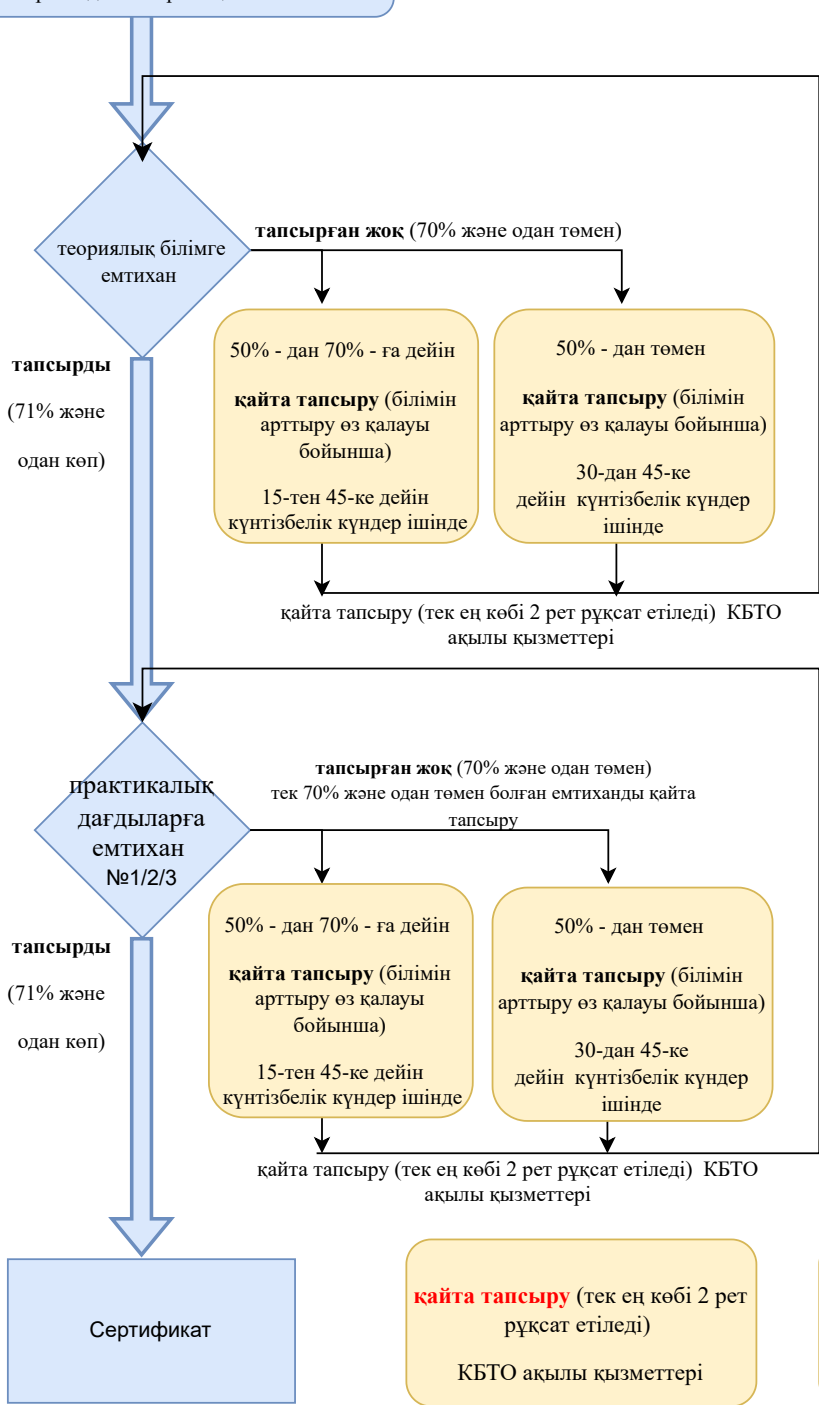 теориялық білімге
емтихан
тапсырған жоқ (70% және одан төмен)
50% - дан 70% - ға дейін
қайта тапсыру (білімін
арттыру өз қалауы
бойынша)
15-тен 45-ке дейін
күнтізбелік күндер ішінде
50% - дан төмен
қайта тапсыру (білімін
арттыру өз қалауы бойынша)
30-дан 45-ке
дейін күнтізбелік күндер
ішінде
тапсырды
(71% және
одан көп)
қайта тапсыру (тек ең көбі 2 рет рұқсат етіледі) КБТО
ақылы қызметтері
практикалық
дағдыларға
емтихан
№1/2/3
тапсырған жоқ (70% және одан төмен)
тек 70% және одан төмен болған емтиханды қайта
тапсыру
50% - дан 70% - ға дейін
қайта тапсыру (білімін
арттыру өз қалауы
бойынша)
15-тен 45-ке дейін
күнтізбелік күндер ішінде
50% - дан төмен
қайта тапсыру (білімін
арттыру өз қалауы бойынша)
30-дан 45-ке
дейін күнтізбелік күндер
ішінде
тапсырды
(71% және
одан көп)
қайта тапсыру (тек ең көбі 2 рет рұқсат етіледі) КБТО
ақылы қызметтері
Сертификат
қайта тапсыру (тек ең көбі 2 рет
рұқсат етіледі)
КБТО ақылы қызметтері